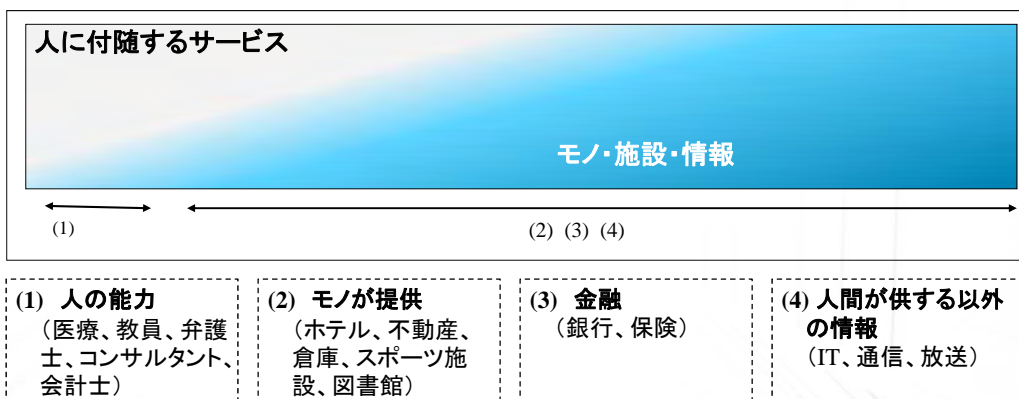 人に付随するサービス
モノ・施設・情報
(1)
(2) (3) (4)
(1) 人の能力
（医療、教員、弁護
士、コンサルタント、
会計士）
(2) モノが提供
（ホテル、不動産、
倉庫、スポーツ施
設、図書館）
(3) 金融
（銀行、保険）
(4) 人間が供する以外
の情報
（IT、通信、放送）